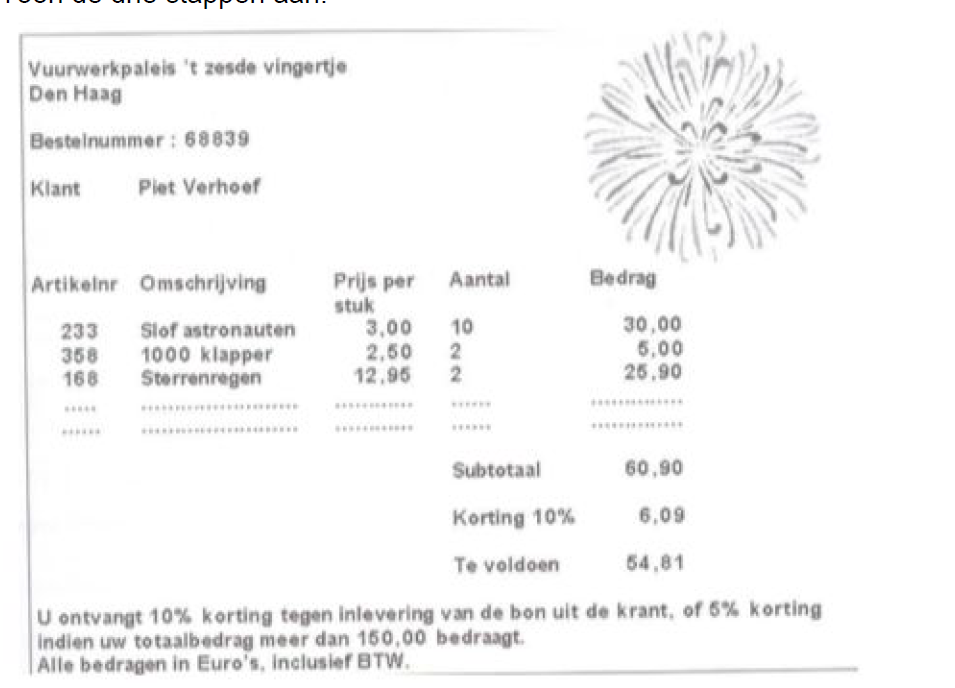 de drie stappen aan.
Vuurwerkpaleis 't zesde vingertje
Den Haag
Bestelnummer : 68839
Klant Piet Verhoef
Artikelnr Omschrijving Prijs per stuk Aantal Bedrag
233 Slof astronauten 3,00 10 30,00
358 1000 klapper 2,50 2 5,00
168 Sterrenregen 12,95 2 25,90
..... ........................ ............. ...... ..............
...... ........................ ............. ...... ..............
Subtotaal 60,90
Korting 10% 6,09
Te voldoen 54,81
U ontvangt 10% korting tegen inlevering van de bon uit de krant, of 5% korting
indien uw totaalbedrag meer dan 150,00 bedraagt.
Alle bedragen in Euro's, inclusief BTW.